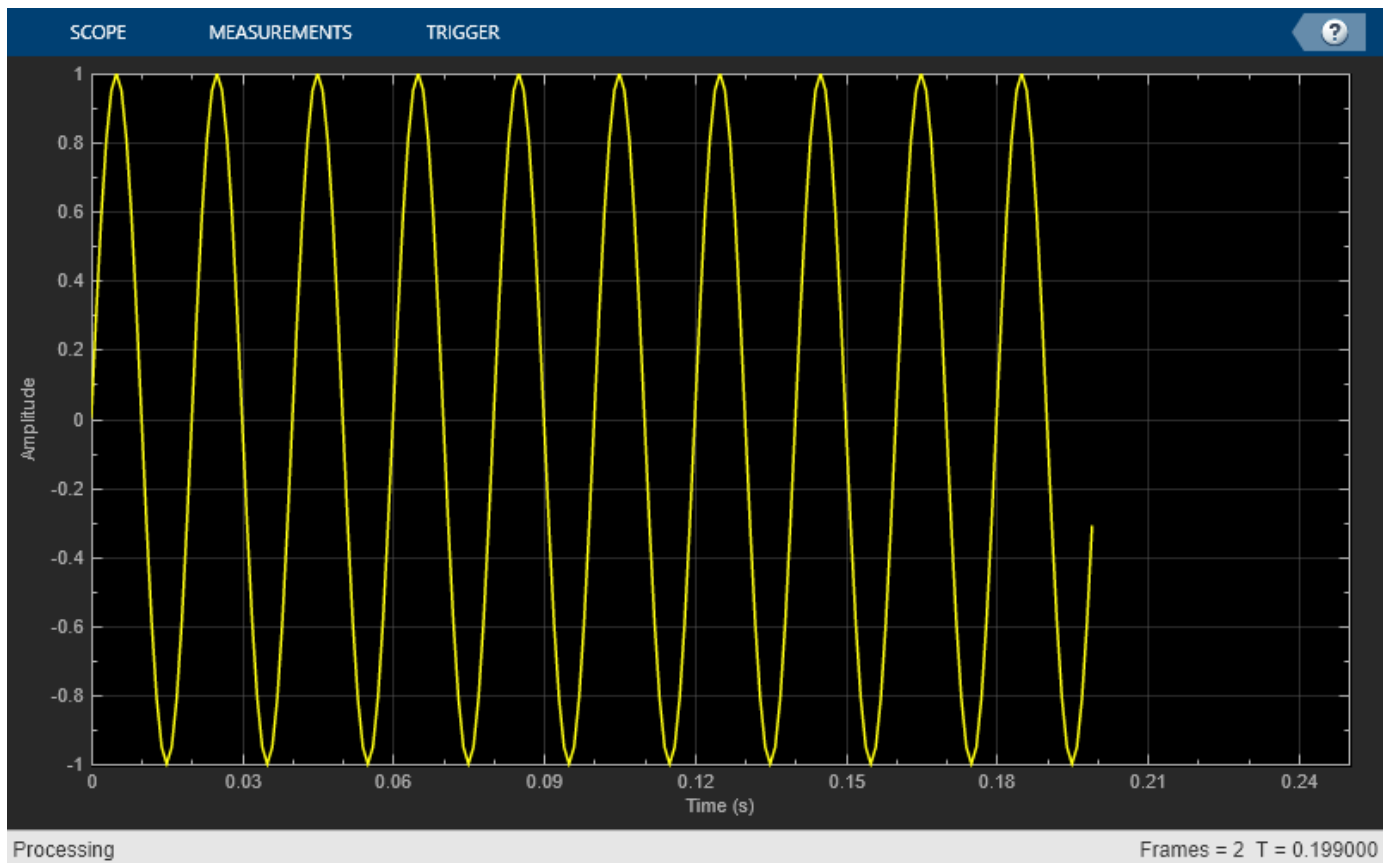 SCOPE MEASUREMENTS TRIGGER ?
1
0.8
0.6
0.4
0.2
0
-0.2
-0.4
-0.6
-0.8
-1
Amplitude
0 0.03 0.06 0.09 0.12 0.15 0.18 0.21 0.24
Time (s)
Processing Frames = 2 T = 0.199000